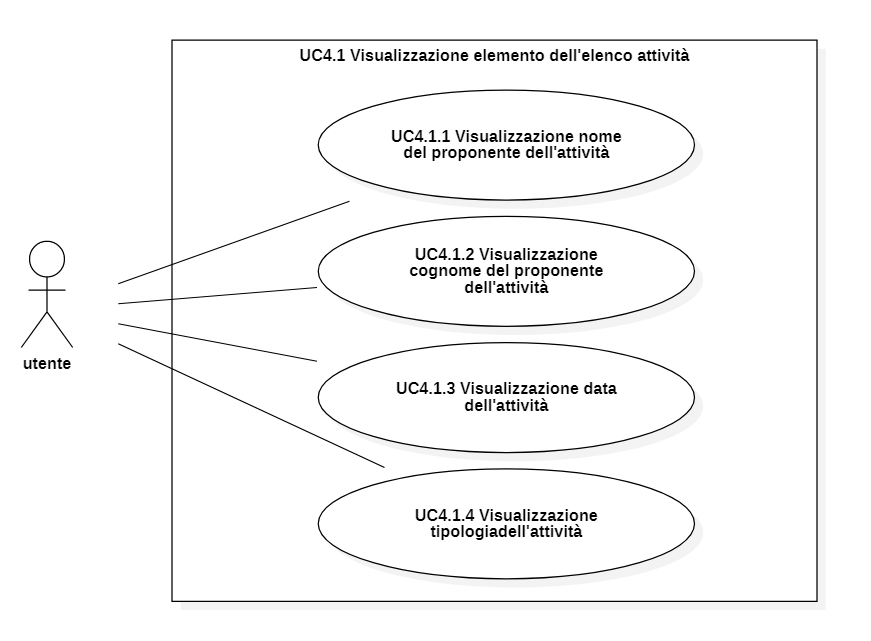 UC4.1 Visualizzazione elemento dell'elenco attività
UC4.1.1 Visualizzazione nome
del proponente dell'attività
UC4.1.2 Visualizzazione
cognome del proponente
dell'attività
utente
UC4.1.3 Visualizzazione data
dell'attività
UC4.1.4 Visualizzazione
tipologiadell'attività